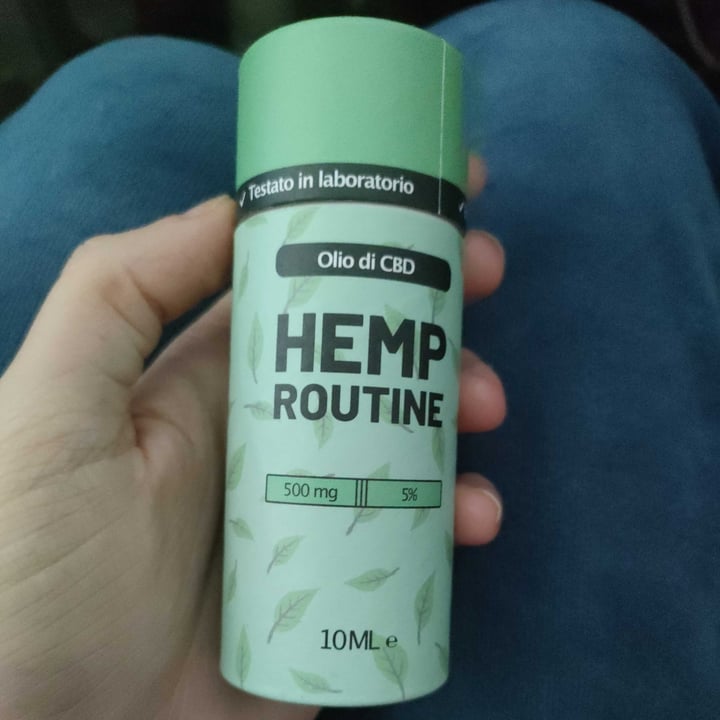 ✓ Testato in laboratorio
Olio di CBD
HEMP
ROUTINE
500 mg 5%
10ML ℮